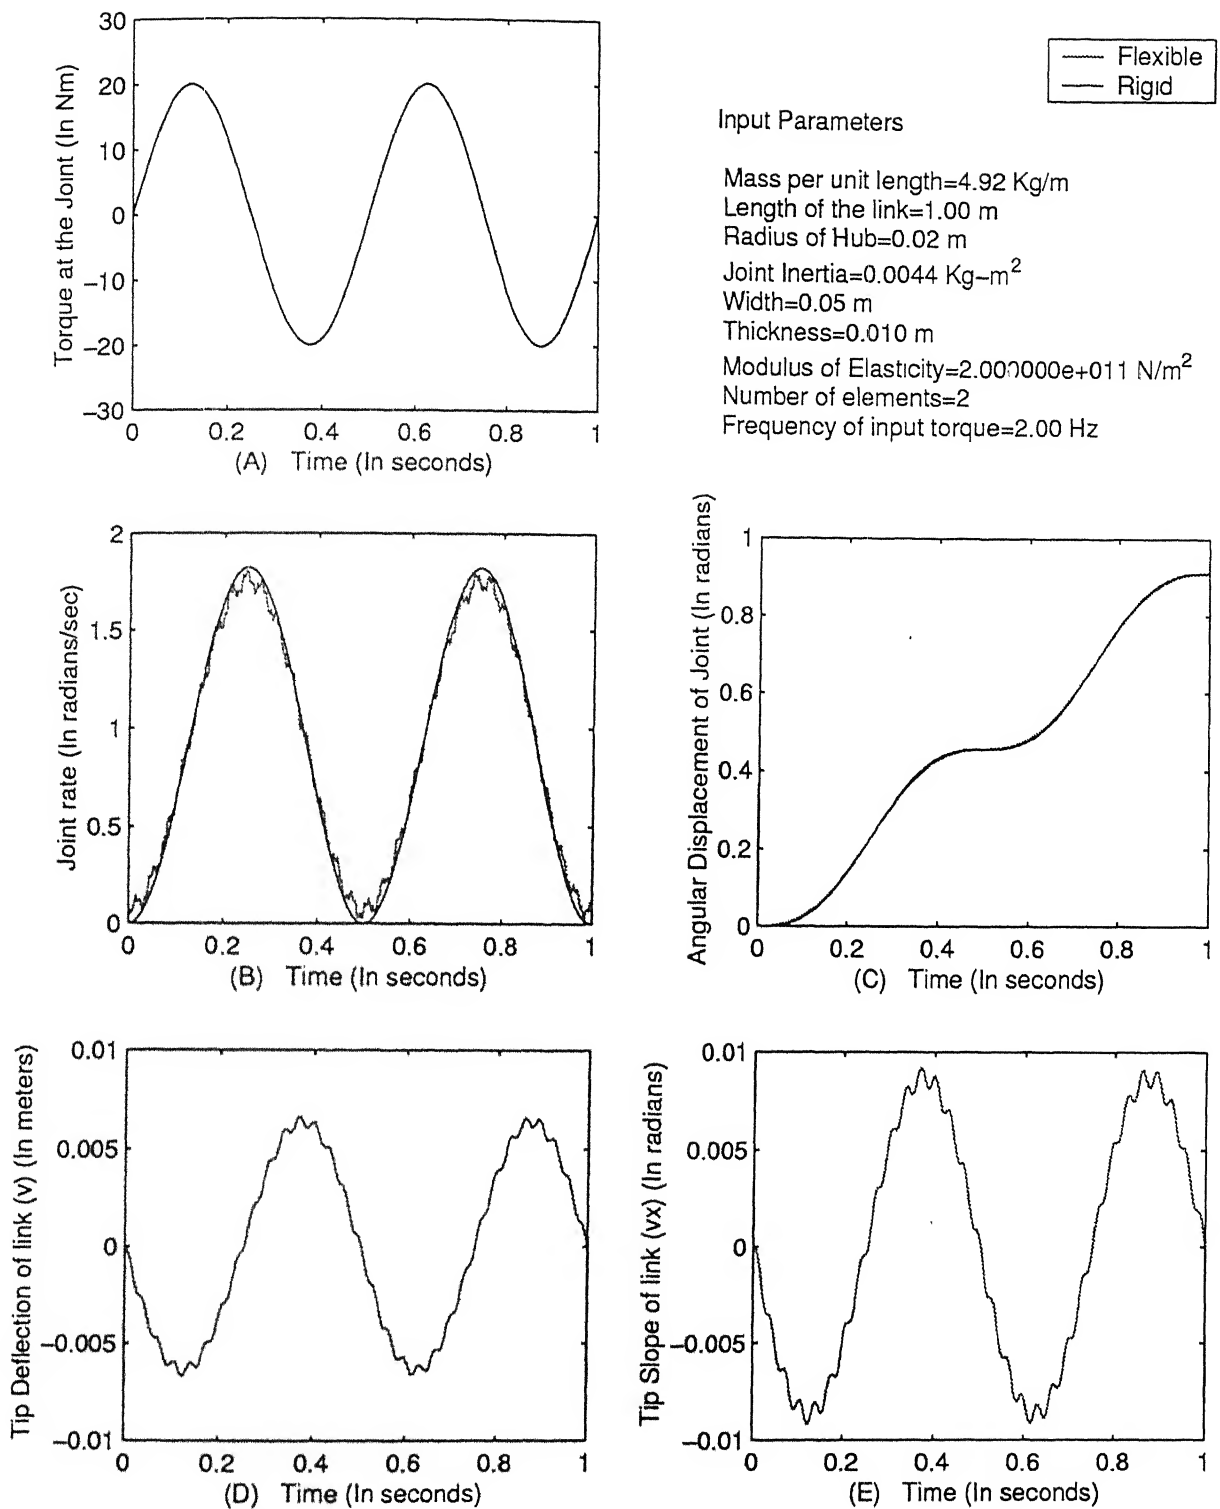 30
20
10
0
−10
−20
−30
Torque at the Joint (In Nm)
0 0.2 0.4 0.6 0.8 1
(A) Time (In seconds)
Flexible
Rigid
Input Parameters
Mass per unit length=4.92 Kg/m
Length of the link=1.00 m
Radius of Hub=0.02 m
Joint Inertia=0.0044 Kg−m²
Width=0.05 m
Thickness=0.010 m
Modulus of Elasticity=2.000000e+011 N/m²
Number of elements=2
Frequency of input torque=2.00 Hz
2
1.5
1
0.5
0
Joint rate (In radians/sec)
0 0.2 0.4 0.6 0.8 1
(B) Time (In seconds)
1
0.8
0.6
0.4
0.2
0
Angular Displacement of Joint (In radians)
0 0.2 0.4 0.6 0.8 1
(C) Time (In seconds)
0.01
0.005
0
−0.005
−0.01
Tip Deflection of link (v) (In meters)
0 0.2 0.4 0.6 0.8 1
(D) Time (In seconds)
0.01
0.005
0
−0.005
−0.01
Tip Slope of link (vx) (In radians)
0 0.2 0.4 0.6 0.8 1
(E) Time (In seconds)